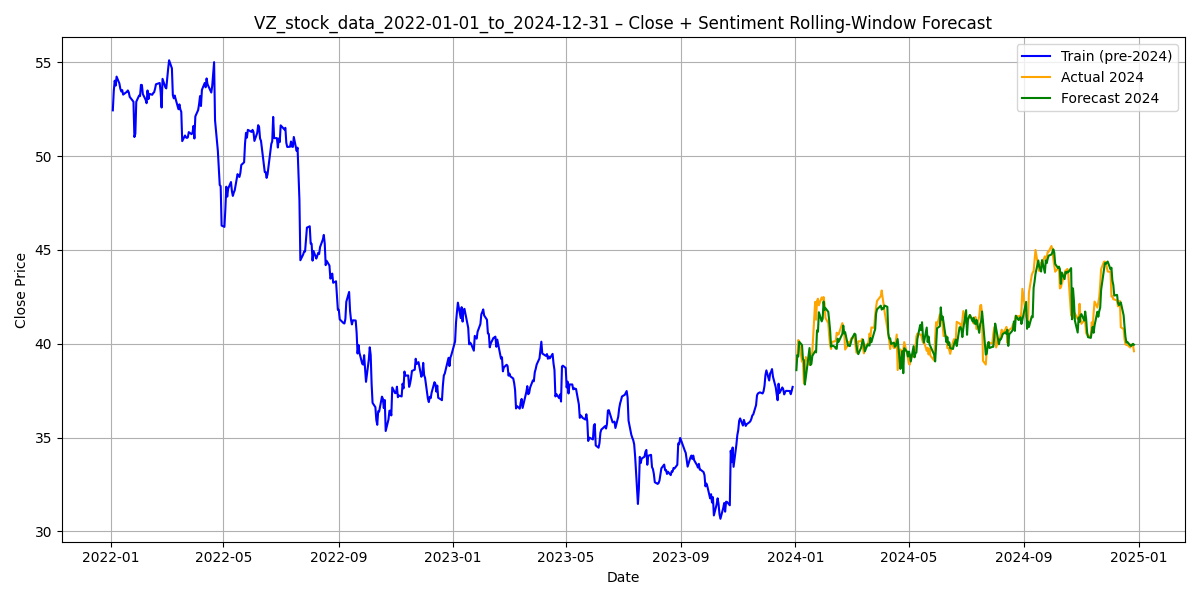 VZ_stock_data_2022-01-01_to_2024-12-31 – Close + Sentiment Rolling-Window Forecast
Train (pre-2024)
Actual 2024
Forecast 2024
Close Price
55
50
45
40
35
30
2022-01
2022-05
2022-09
2023-01
2023-05
2023-09
2024-01
2024-05
2024-09
2025-01
Date